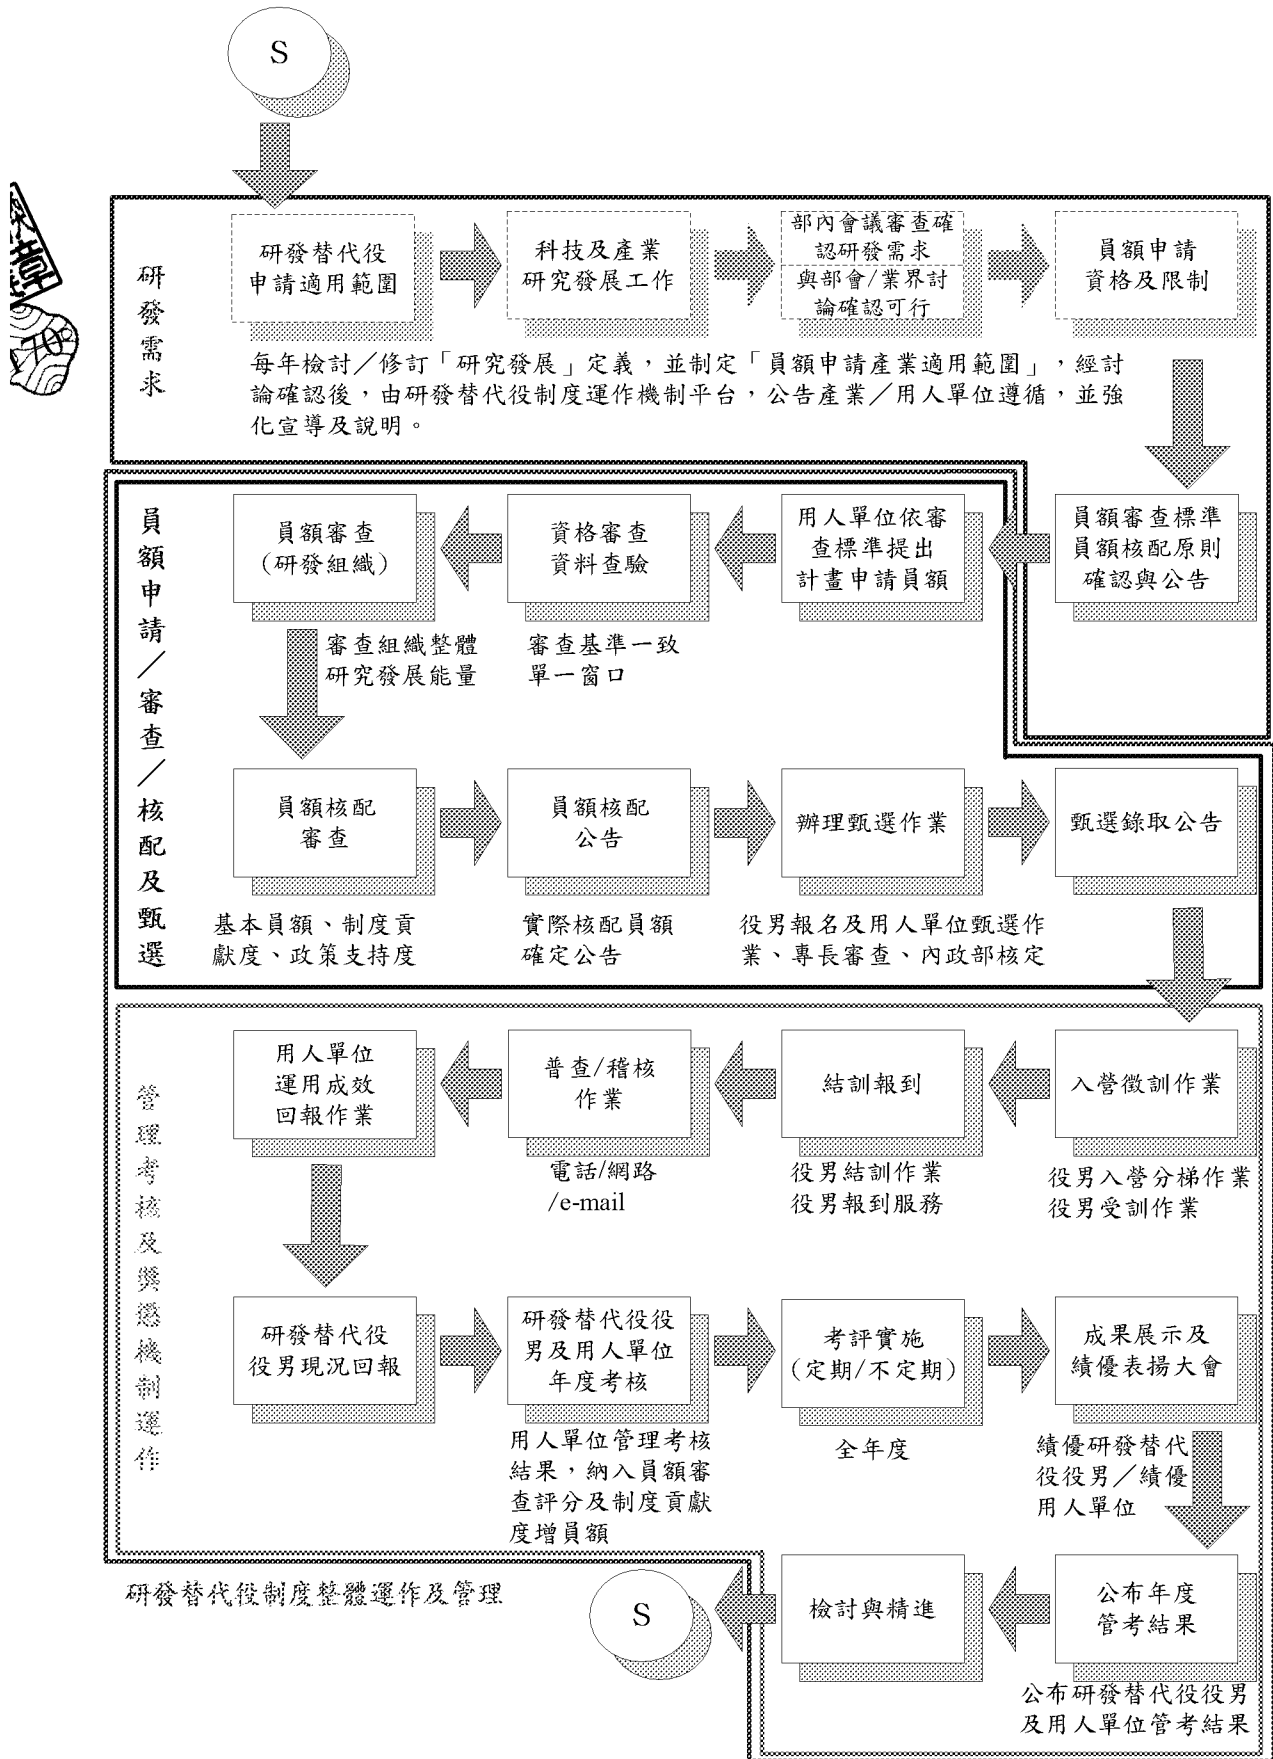 S
研發需求
研發替代役
申請適用範圍
科技及產業
研究發展工作
部內會議審查確
認研發需求
與部會/業界討
論確認可行
員額申請
資格及限制
每年檢討／修訂「研究發展」定義，並制定「員額申請產業適用範圍」，經討
論確認後，由研發替代役制度運作機制平台，公告產業／用人單位遵循，並強
化宣導及說明。
員額申請／審查／核配及甄選
員額審查
(研發組織)
資格審查
資料查驗
用人單位依審
查標準提出
計畫申請員額
員額審查標準
員額核配原則
確認與公告
審查組織整體
研究發展能量
審查基準一致
單一窗口
員額核配
審查
員額核配
公告
辦理甄選作業
甄選錄取公告
基本員額、制度貢
獻度、政策支持度
實際核配員額
確定公告
役男報名及用人單位甄選作
業、專長審查、內政部核定
管理考核及獎懲機制運作
用人單位
運用成效
回報作業
普查/稽核
作業
結訓報到
入營徵訓作業
電話/網路
/e-mail
役男結訓作業
役男報到服務
役男入營分梯作業
役男受訓作業
研發替代役
役男現況回報
研發替代役役
男及用人單位
年度考核
考評實施
(定期/不定期)
成果展示及
績優表揚大會
用人單位管理考核
結果，納入員額審
查評分及制度貢獻
度增員額
全年度
績優研發替代
役役男／績優
用人單位
研發替代役制度整體運作及管理
S
檢討與精進
公布年度
管考結果
公布研發替代役役男
及用人單位管考結果